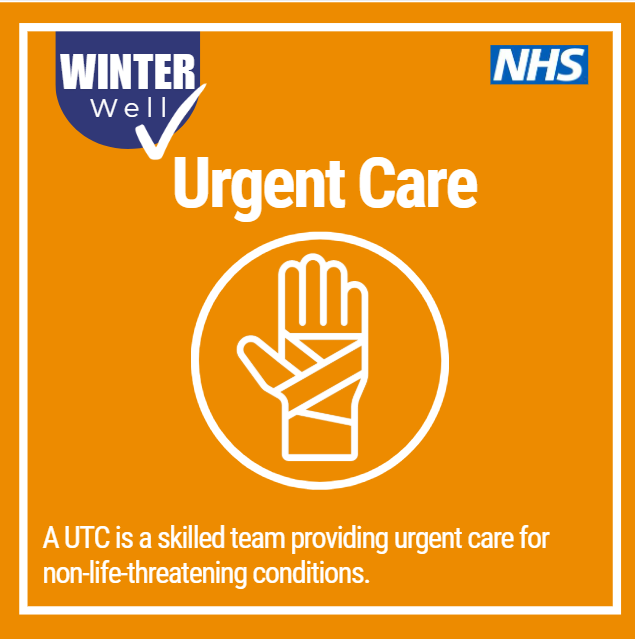 WINTER
Well
NHS
Urgent Care
A UTC is a skilled team providing urgent care for
non-life-threatening conditions.